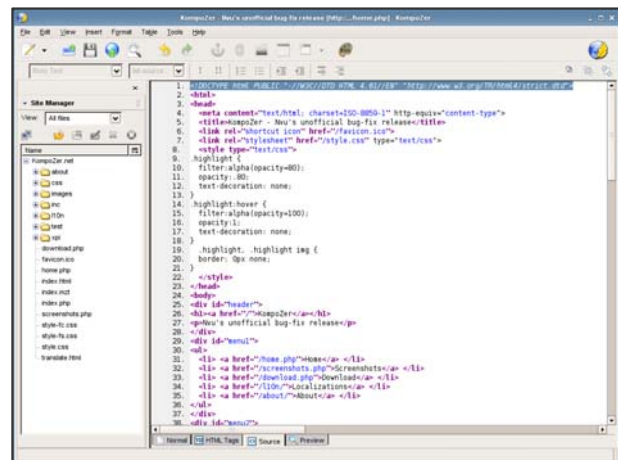 KompoZer - Nvu's unofficial bug-fix release [http:...home.php] - KompoZer
File Edit View Insert Format Table Tools Help
Body Text
Site Manager
View: All files
Name
KompoZer.net
about
css
images
inc
l10n
test
xpi
download.php
favicon.ico
home.php
index.html
index.mzt
index.php
screenshots.php
style-fc.css
style-fs.css
style.css
translate.html
1. <!DOCTYPE html PUBLIC "-//W3C//DTD HTML 4.01//EN" "http://www.w3.org/TR/html4/strict.dtd">
2. <html>
3. <head>
4. <meta content="text/html; charset=ISO-8859-1" http-equiv="content-type">
5. <title>KompoZer - Nvu's unofficial bug-fix release</title>
6. <link rel="shortcut icon" href="/favicon.ico">
7. <link rel="stylesheet" href="/style.css" type="text/css">
8. <style type="text/css">
9. .highlight {
10. filter:alpha(opacity=80);
11. opacity:.80;
12. text-decoration: none;
13. }
14. .highlight:hover {
15. filter:alpha(opacity=100);
16. opacity:1;
17. text-decoration: none;
18. }
19. .highlight, .highlight img {
20. border: 0px none;
21. }
22. </style>
23. </head>
24. <body>
25. <div id="header">
26. <h1><a href="/">KompoZer</a></h1>
27. <p>Nvu's unofficial bug-fix release</p>
28. </div>
29. <div id="menu1">
30. <ul>
31. <li> <a href="/home.php">Home</a> </li>
32. <li> <a href="/screenshots.php">Screenshots</a> </li>
33. <li> <a href="/download.php">Download</a> </li>
34. <li> <a href="/l10n/">Localizations</a> </li>
35. <li> <a href="/about/">About</a> </li>
36. </ul>
37. </div>
38. <div id="menu2">
Normal HTML Tags Source Preview